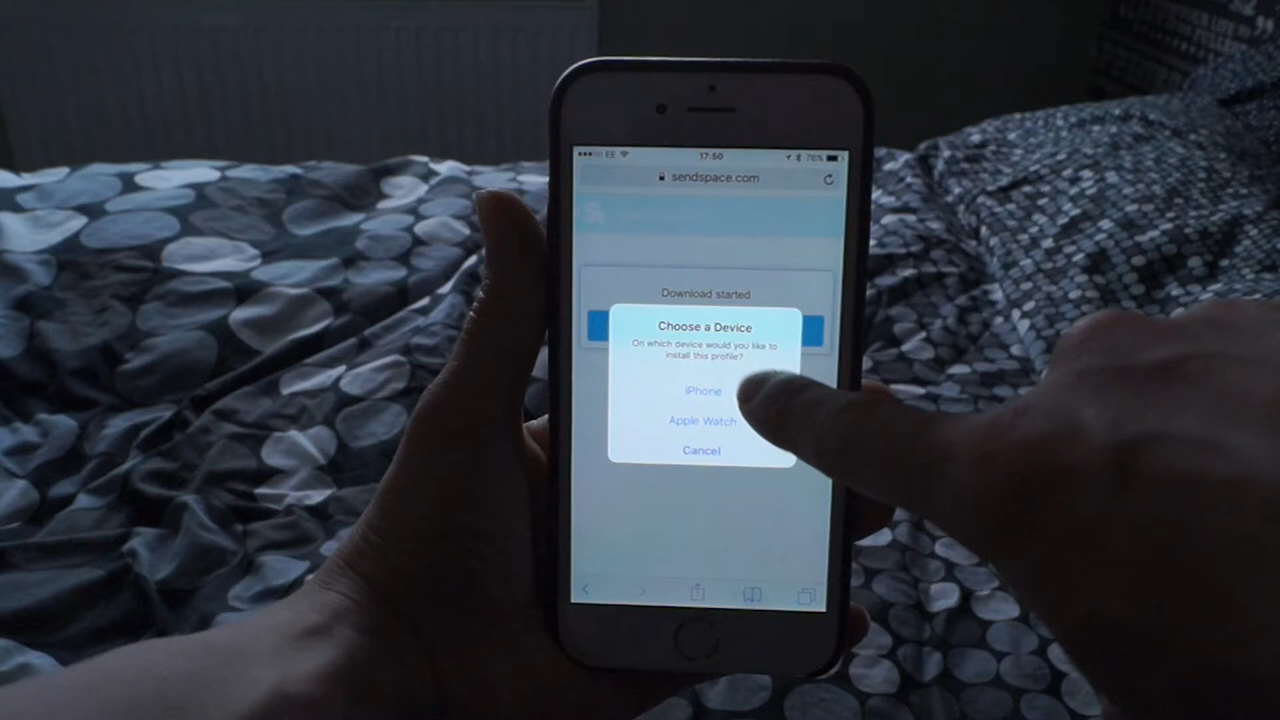 EE 17:50 76%
sendspace.com
Download started
Choose a Device
On which device would you like to
install this profile?
iPhone
Apple Watch
Cancel